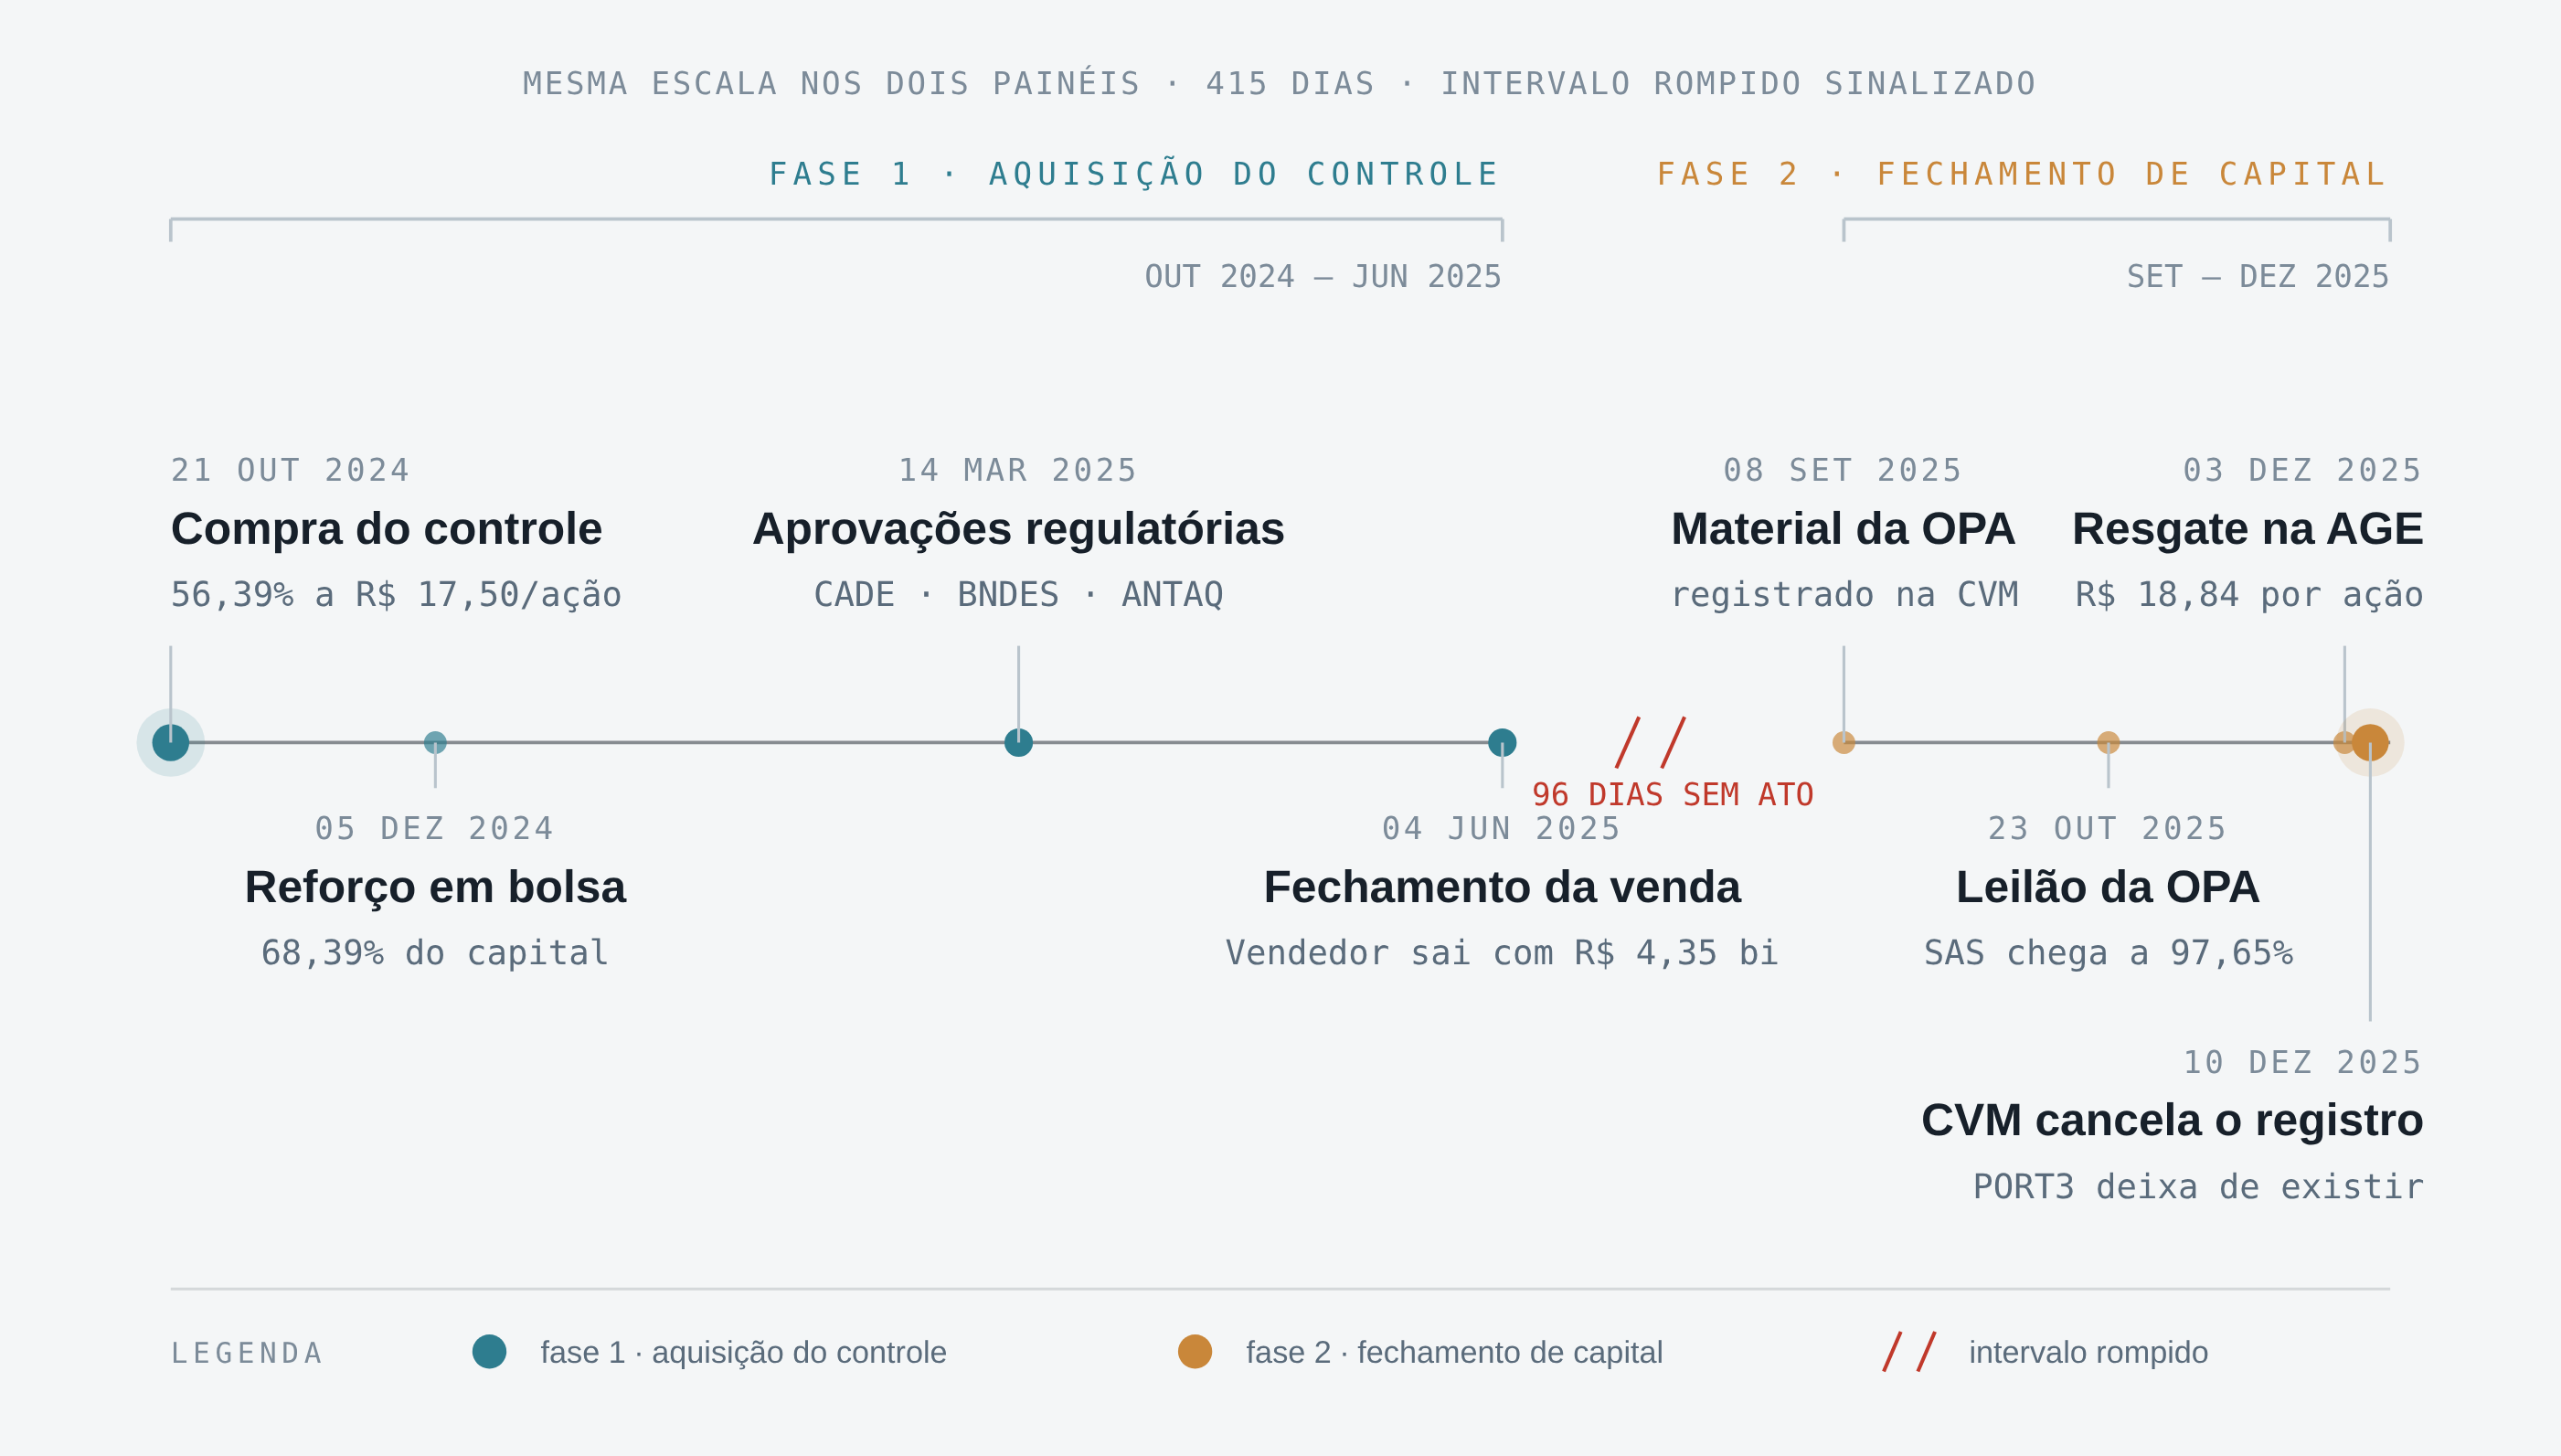 MESMA ESCALA NOS DOIS PAINÉIS · 415 DIAS · INTERVALO ROMPIDO SINALIZADO
FASE 1 · AQUISIÇÃO DO CONTROLE
OUT 2024 — JUN 2025
FASE 2 · FECHAMENTO DE CAPITAL
SET — DEZ 2025
21 OUT 2024
Compra do controle
56,39% a R$ 17,50/ação
14 MAR 2025
Aprovações regulatórias
CADE · BNDES · ANTAQ
08 SET 2025
Material da OPA
registrado na CVM
03 DEZ 2025
Resgate na AGE
R$ 18,84 por ação
96 DIAS SEM ATO
05 DEZ 2024
Reforço em bolsa
68,39% do capital
04 JUN 2025
Fechamento da venda
Vendedor sai com R$ 4,35 bi
23 OUT 2025
Leilão da OPA
SAS chega a 97,65%
10 DEZ 2025
CVM cancela o registro
PORT3 deixa de existir
LEGENDA
fase 1 · aquisição do controle
fase 2 · fechamento de capital
intervalo rompido